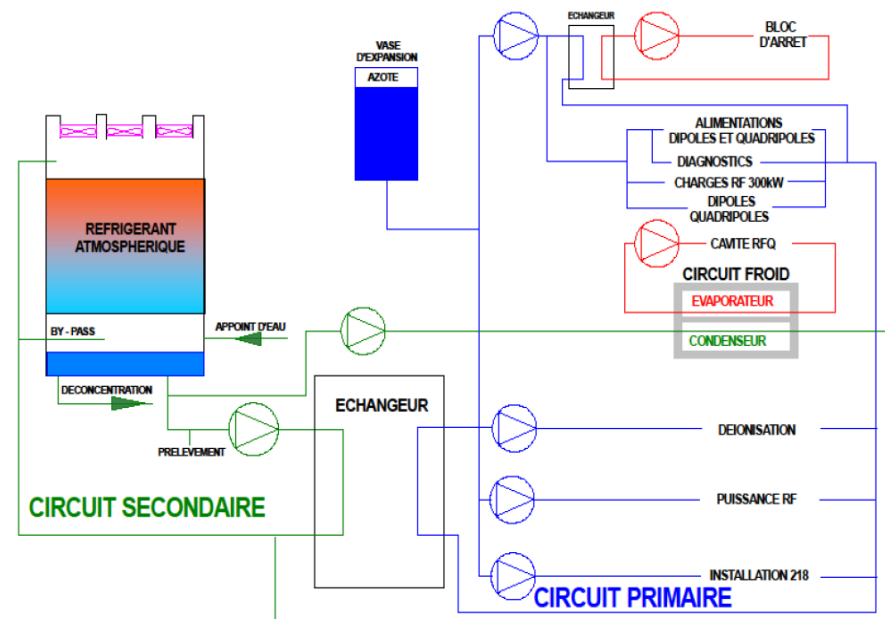 ECHANGEUR
BLOC
D'ARRET
VASE
D'EXPANSION
AZOTE
ALIMENTATIONS
DIPOLES ET QUADRIPOLES
DIAGNOSTICS
CHARGES RF 300kW
DIPOLES
QUADRIPOLES
REFRIGERANT
ATMOSPHERIQUE
CAVITE RFQ
CIRCUIT FROID
EVAPORATEUR
CONDENSEUR
BY - PASS
APPOINT D'EAU
DECONCENTRATION
ECHANGEUR
PRELEVEMENT
DEIONISATION
CIRCUIT SECONDAIRE
PUISSANCE RF
INSTALLATION 218
CIRCUIT PRIMAIRE